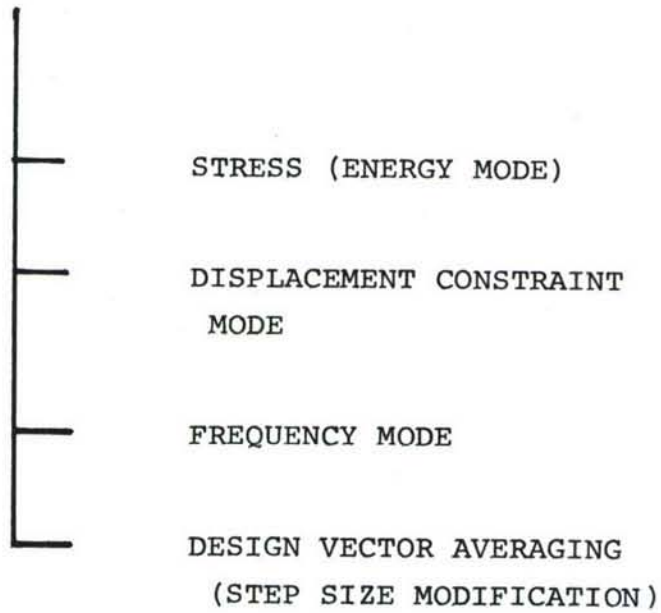 STRESS (ENERGY MODE)
DISPLACEMENT CONSTRAINT
MODE
FREQUENCY MODE
DESIGN VECTOR AVERAGING
(STEP SIZE MODIFICATION)